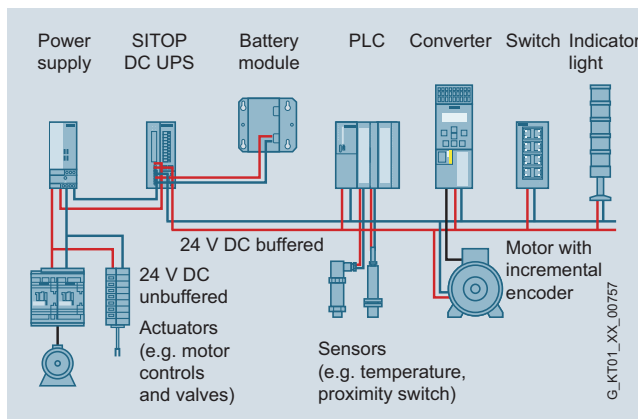 Power
supply
SITOP
DC UPS
Battery
module
PLC
Converter
Switch
Indicator
light
24 V DC buffered
24 V DC
unbuffered
Actuators
(e.g. motor
controls
and valves)
Sensors
(e.g. temperature,
proximity switch)
Motor with
incremental
encoder
G_KT01_XX_00757